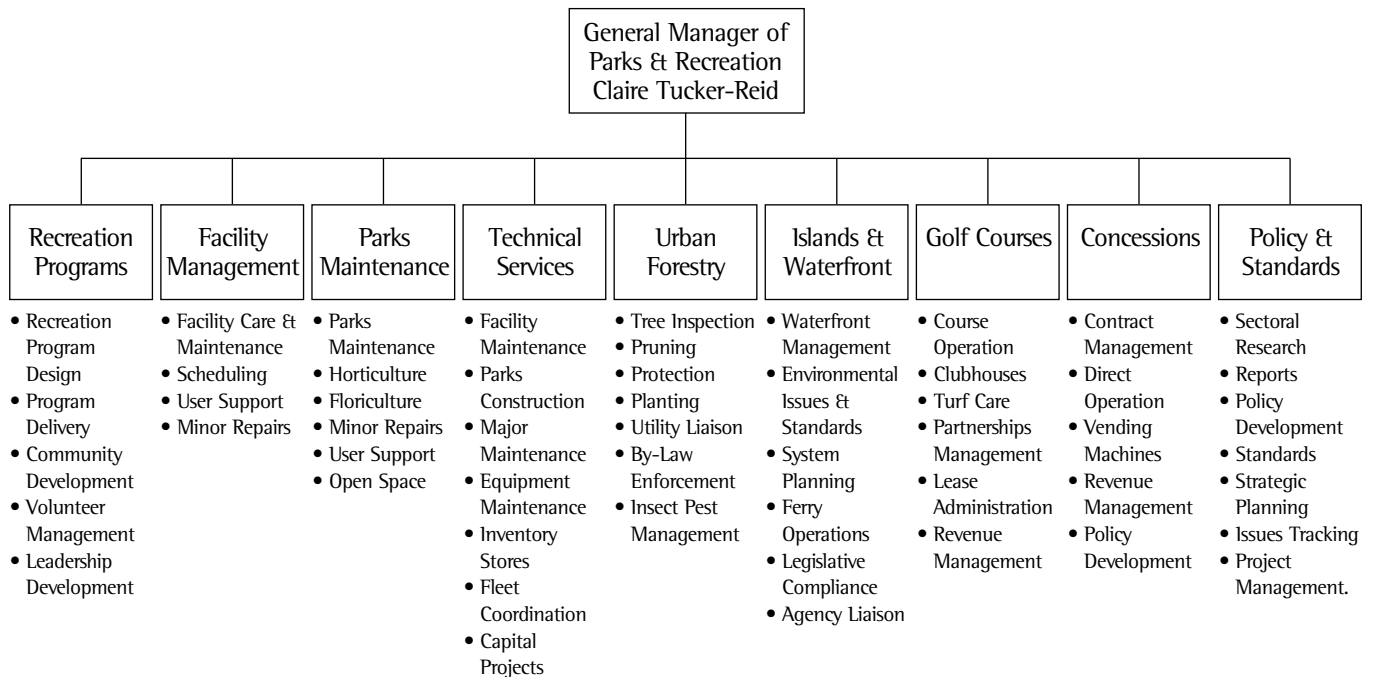 General Manager of
Parks & Recreation
Claire Tucker-Reid
Recreation
Programs
• Recreation
Program
Design
• Program
Delivery
• Community
Development
• Volunteer
Management
• Leadership
Development
Facility
Management
• Facility Care &
Maintenance
• Scheduling
• User Support
• Minor Repairs
Parks
Maintenance
• Parks
Maintenance
• Horticulture
• Floriculture
• Minor Repairs
• User Support
• Open Space
Technical
Services
• Facility
Maintenance
• Parks
Construction
• Major
Maintenance
• Equipment
Maintenance
• Inventory
Stores
• Fleet
Coordination
• Capital
Projects
Urban
Forestry
• Tree Inspection
• Pruning
• Protection
• Planting
• Utility Liaison
• By-Law
Enforcement
• Insect Pest
Management
Islands &
Waterfront
• Waterfront
Management
• Environmental
Issues &
Standards
• System
Planning
• Ferry
Operations
• Legislative
Compliance
• Agency Liaison
Golf Courses
• Course
Operation
• Clubhouses
• Turf Care
• Partnerships
Management
• Lease
Administration
• Revenue
Management
Concessions
• Contract
Management
• Direct
Operation
• Vending
Machines
• Revenue
Management
• Policy
Development
Policy &
Standards
• Sectoral
Research
• Reports
• Policy
Development
• Standards
• Strategic
Planning
• Issues Tracking
• Project
Management.